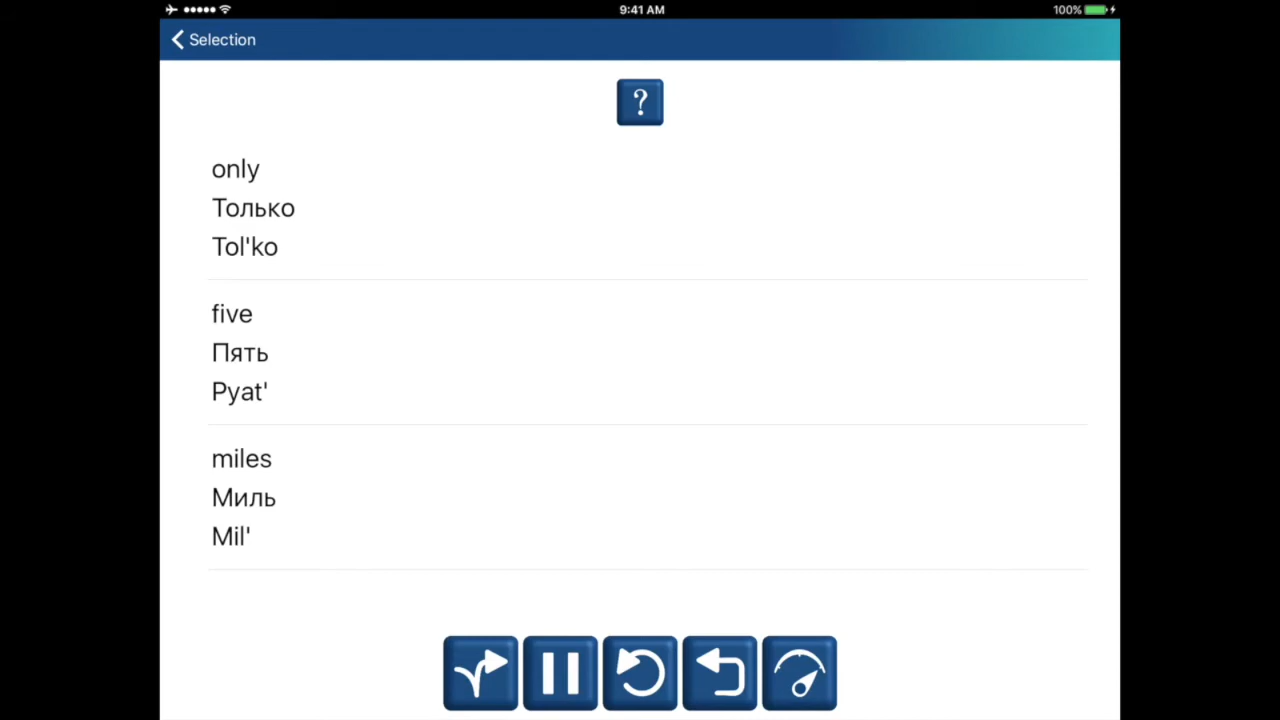 9:41 AM
100%
Selection
?
only
Только
Tol'ko
five
Пять
Pyat'
miles
Миль
Mil'